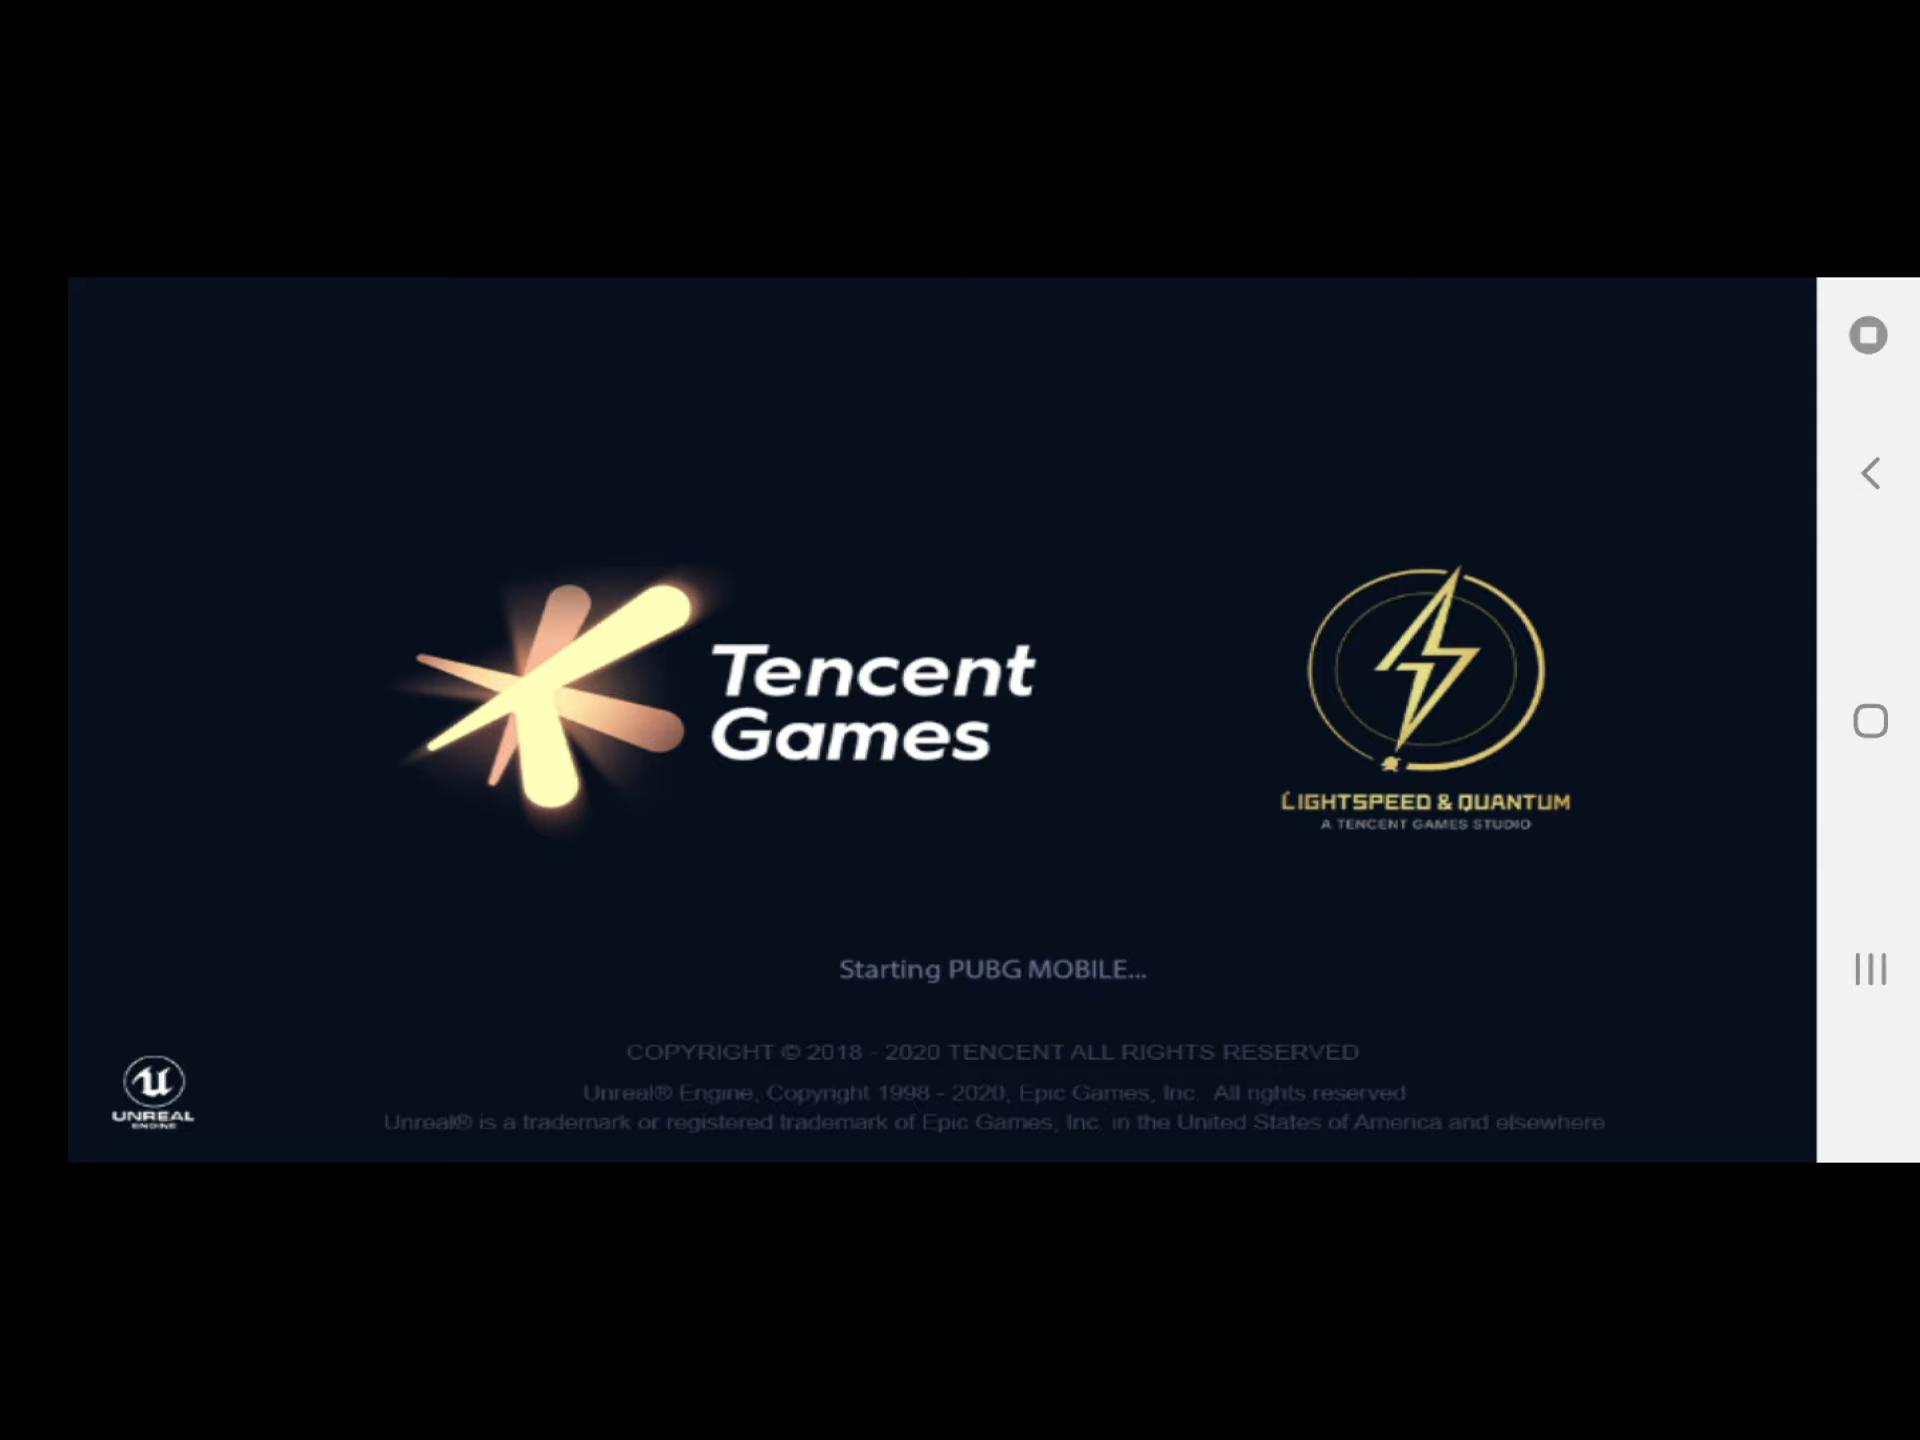 Tencent
Games
LIGHTSPEED & QUANTUM
A TENCENT GAMES STUDIO
Starting PUBG MOBILE...
COPYRIGHT © 2018 - 2020 TENCENT ALL RIGHTS RESERVED
Unreal® Engine, Copyright 1998 - 2020, Epic Games, Inc. All rights reserved
Unreal® is a trademark or registered trademark of Epic Games, Inc. in the United States of America and elsewhere
UNREAL
ENGINE